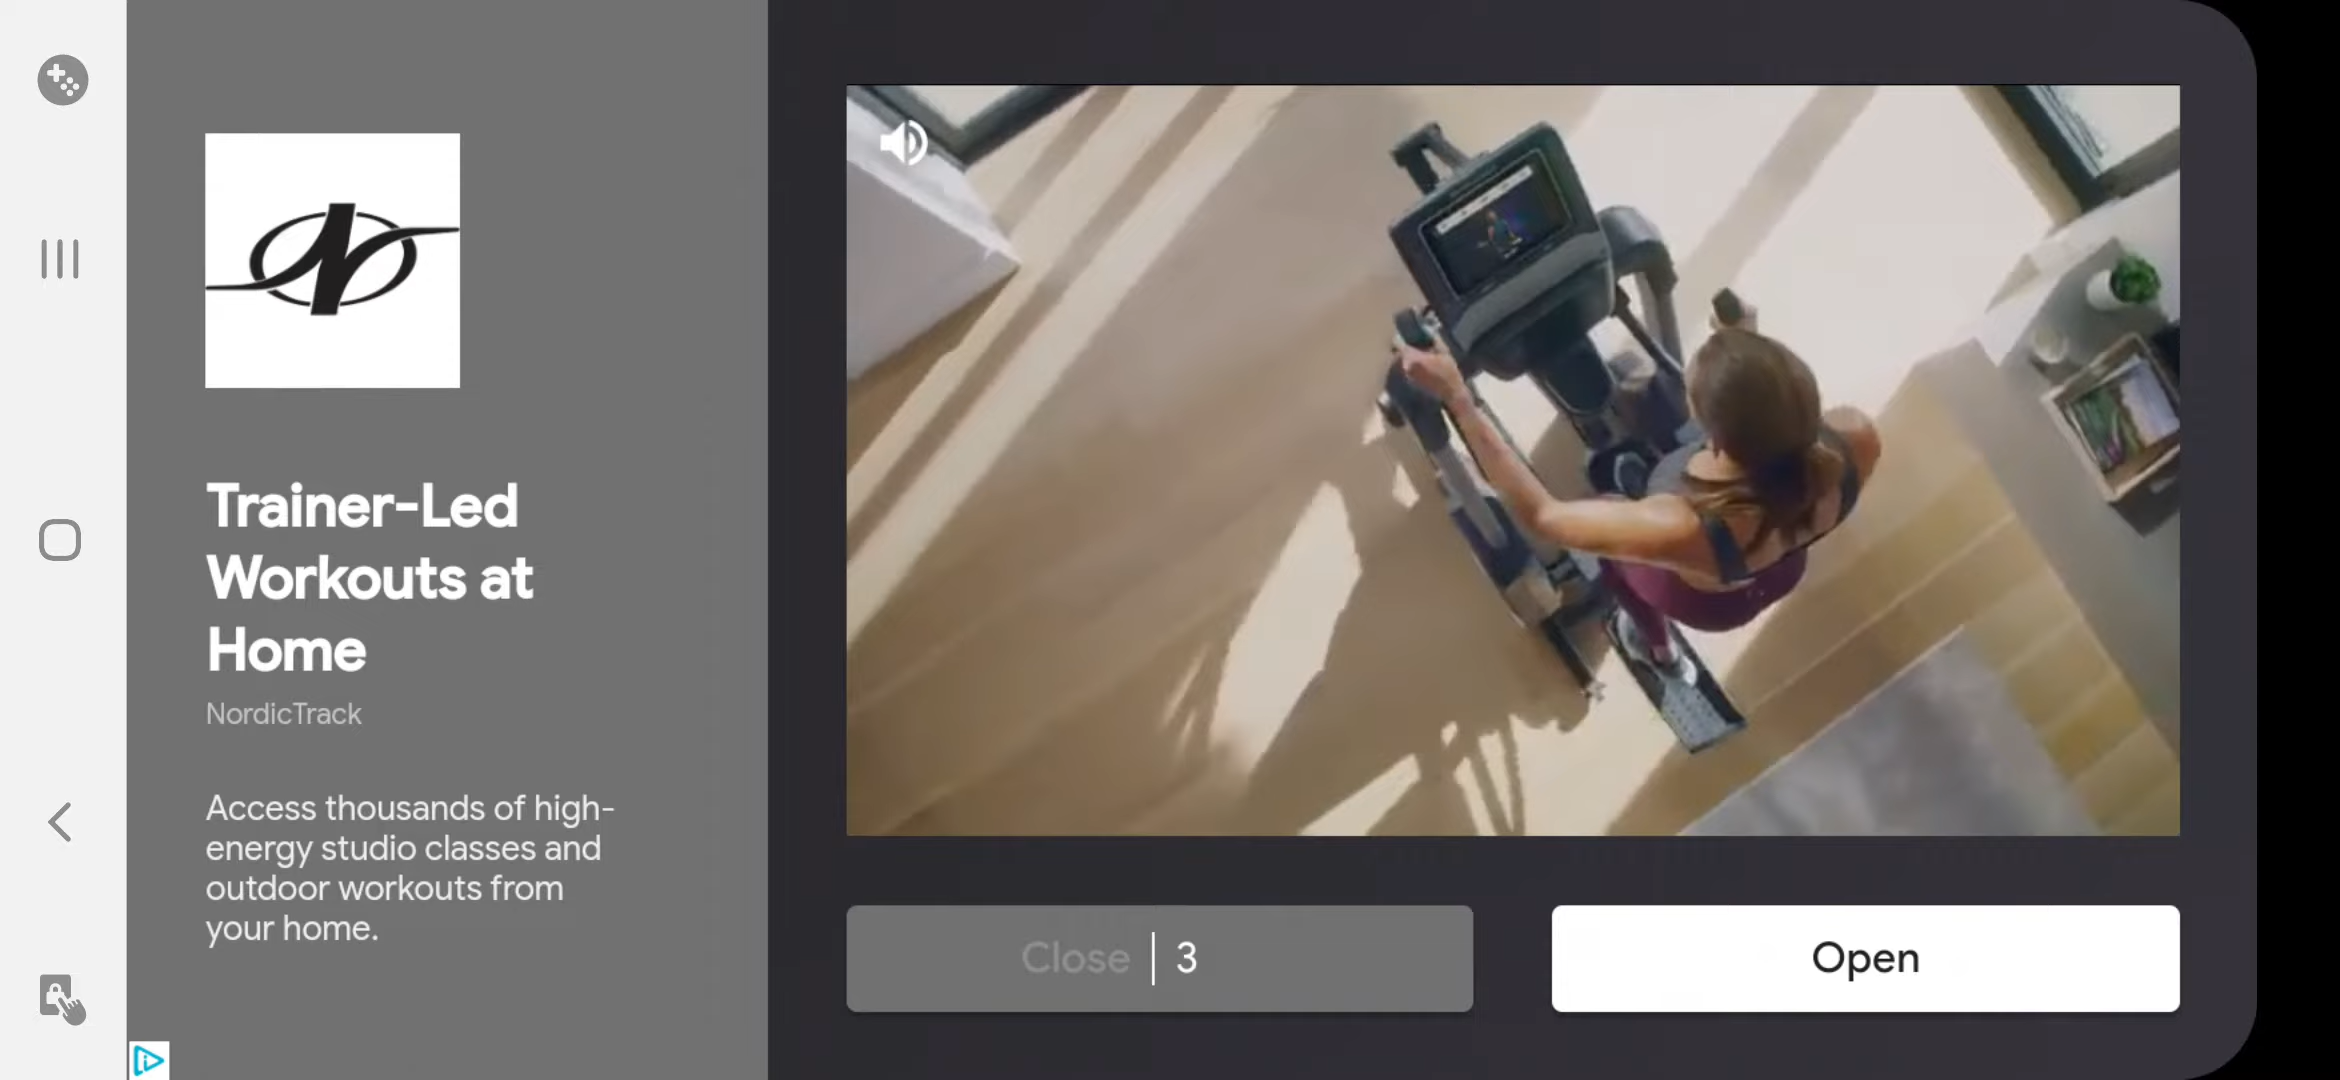 Trainer-Led
Workouts at
Home
NordicTrack
Access thousands of high-
energy studio classes and
outdoor workouts from
your home.
Close | 3
Open